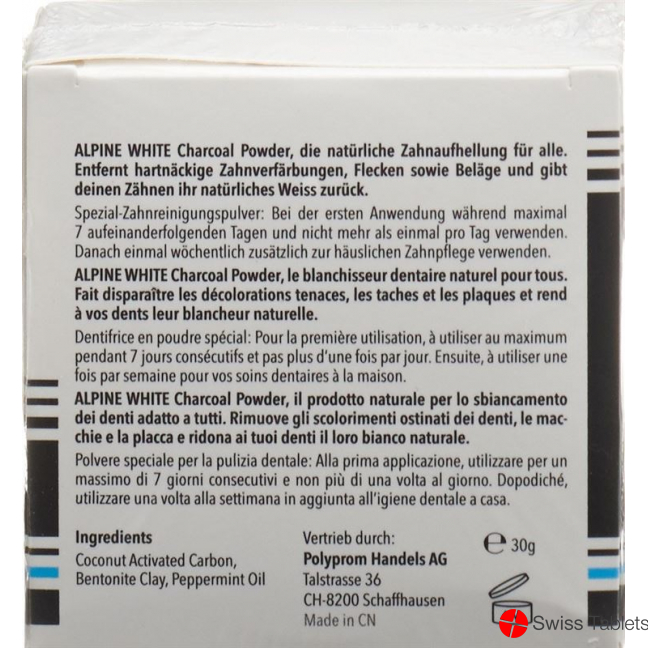 ALPINE WHITE Charcoal Powder, die natürliche Zahnaufhellung für alle.
Entfernt hartnäckige Zahnverfärbungen, Flecken sowie Beläge und gibt
deinen Zähnen ihr natürliches Weiss zurück.
Spezial-Zahnreinigungspulver: Bei der ersten Anwendung während maximal
7 aufeinanderfolgenden Tagen und nicht mehr als einmal pro Tag verwenden.
Danach einmal wöchentlich zusätzlich zur häuslichen Zahnpflege verwenden.
ALPINE WHITE Charcoal Powder, le blanchisseur dentaire naturel pour tous.
Fait disparaître les décolorations tenaces, les taches et les plaques et rend
à vos dents leur blancheur naturelle.
Dentifrice en poudre spécial: Pour la première utilisation, à utiliser au maximum
pendant 7 jours consécutifs et pas plus d'une fois par jour. Ensuite, à utiliser une
fois par semaine pour vos soins dentaires à la maison.
ALPINE WHITE Charcoal Powder, il prodotto naturale per lo sbiancamento
dei denti adatto a tutti. Rimuove gli scolorimenti ostinati dei denti, le mac-
chie e la placca e ridona ai tuoi denti il loro bianco naturale.
Polvere speciale per la pulizia dentale: Alla prima applicazione, utilizzare per un
massimo di 7 giorni consecutivi e non più di una volta al giorno. Dopodiché,
utilizzare una volta alla settimana in aggiunta all'igiene dentale a casa.
Ingredients
Coconut Activated Carbon,
Bentonite Clay, Peppermint Oil
Vertrieb durch:
Polyprom Handels AG
Talstrasse 36
CH-8200 Schaffhausen
Made in CN
℮ 30g
Swiss Tablets